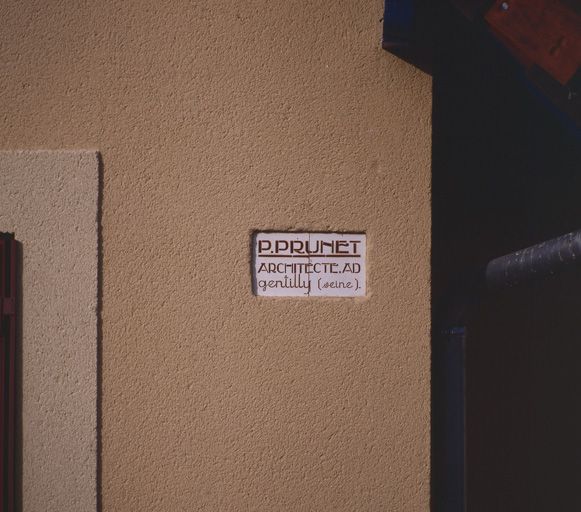 P.PRUNET
ARCHITECTE.AD
gentilly (seine).